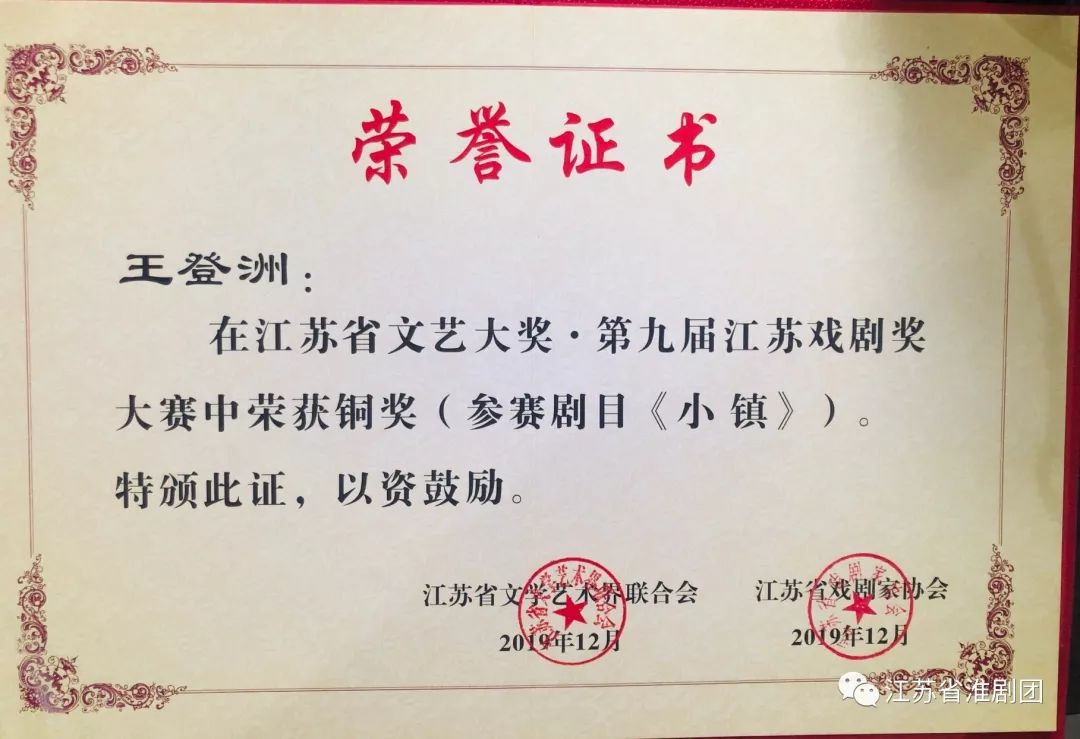 荣誉证书
王登洲：
在江苏省文艺大奖·第九届江苏戏剧奖
大赛中荣获铜奖（参赛剧目《小镇》）。
特颁此证，以资鼓励。
江苏省文学艺术界联合会
2019年12月
江苏省戏剧家协会
2019年12月
江苏省淮剧团